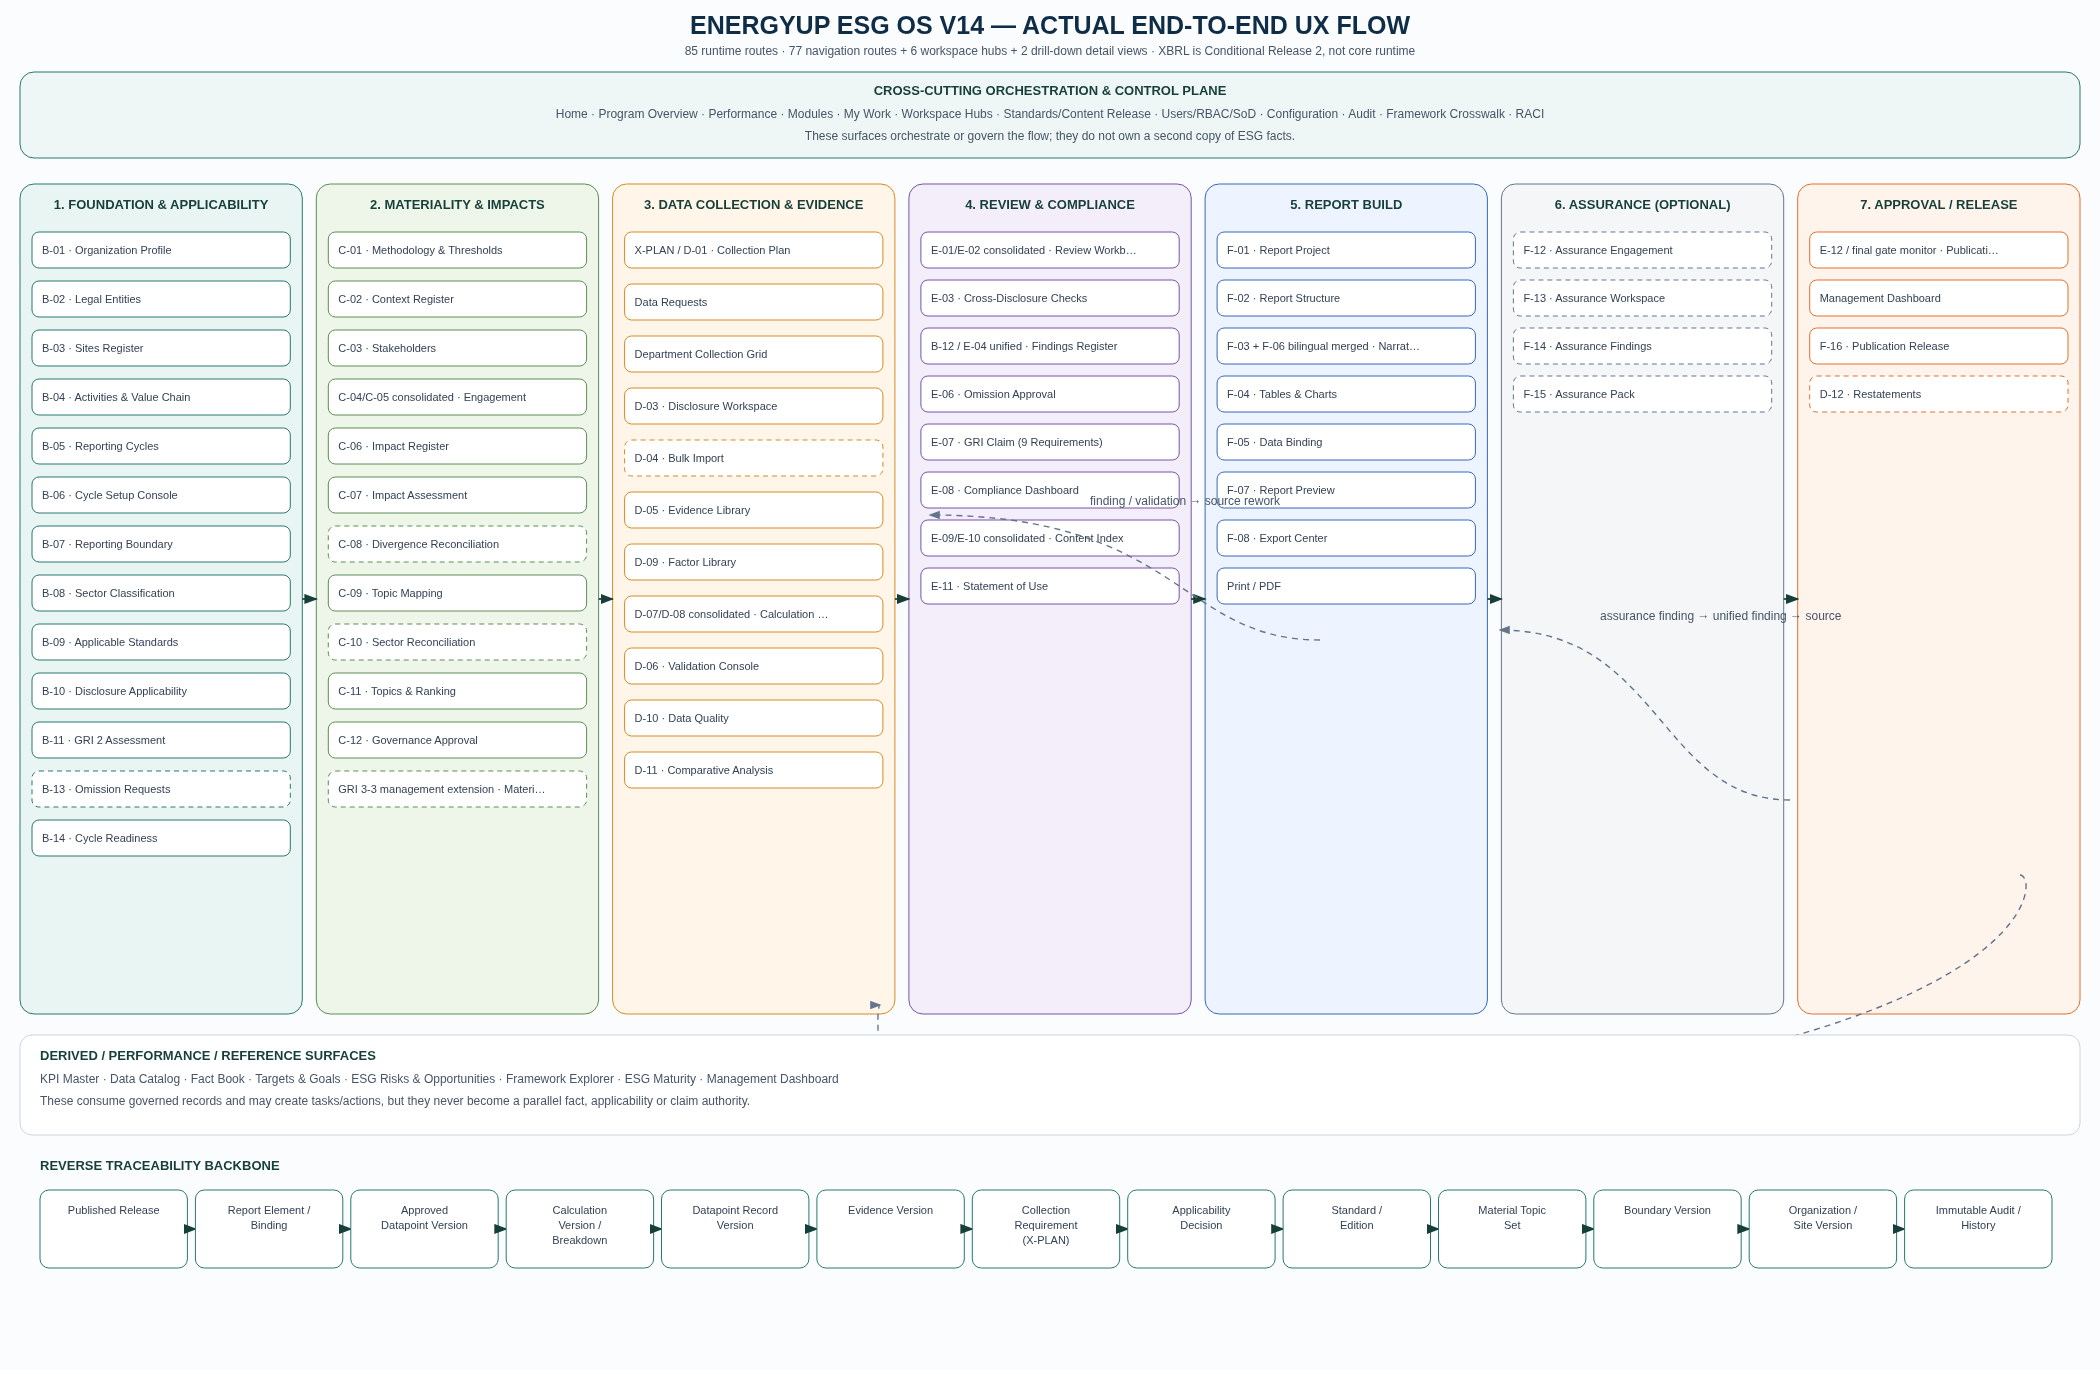 ENERGYUP ESG OS V14 — ACTUAL END-TO-END UX FLOW
85 runtime routes · 77 navigation routes + 6 workspace hubs + 2 drill-down detail views · XBRL is Conditional Release 2, not core runtime
CROSS-CUTTING ORCHESTRATION & CONTROL PLANE
Home · Program Overview · Performance · Modules · My Work · Workspace Hubs · Standards/Content Release · Users/RBAC/SoD · Configuration · Audit · Framework Crosswalk · RACI
These surfaces orchestrate or govern the flow; they do not own a second copy of ESG facts.
1. FOUNDATION & APPLICABILITY
B-01 · Organization Profile
B-02 · Legal Entities
B-03 · Sites Register
B-04 · Activities & Value Chain
B-05 · Reporting Cycles
B-06 · Cycle Setup Console
B-07 · Reporting Boundary
B-08 · Sector Classification
B-09 · Applicable Standards
B-10 · Disclosure Applicability
B-11 · GRI 2 Assessment
B-13 · Omission Requests
B-14 · Cycle Readiness
2. MATERIALITY & IMPACTS
C-01 · Methodology & Thresholds
C-02 · Context Register
C-03 · Stakeholders
C-04/C-05 consolidated · Engagement
C-06 · Impact Register
C-07 · Impact Assessment
C-08 · Divergence Reconciliation
C-09 · Topic Mapping
C-10 · Sector Reconciliation
C-11 · Topics & Ranking
C-12 · Governance Approval
GRI 3-3 management extension · Materi…
3. DATA COLLECTION & EVIDENCE
X-PLAN / D-01 · Collection Plan
Data Requests
Department Collection Grid
D-03 · Disclosure Workspace
D-04 · Bulk Import
D-05 · Evidence Library
D-09 · Factor Library
D-07/D-08 consolidated · Calculation …
D-06 · Validation Console
D-10 · Data Quality
D-11 · Comparative Analysis
4. REVIEW & COMPLIANCE
E-01/E-02 consolidated · Review Workb…
E-03 · Cross-Disclosure Checks
B-12 / E-04 unified · Findings Register
E-06 · Omission Approval
E-07 · GRI Claim (9 Requirements)
E-08 · Compliance Dashboard
finding / validation → source rework
E-09/E-10 consolidated · Content Index
E-11 · Statement of Use
5. REPORT BUILD
F-01 · Report Project
F-02 · Report Structure
F-03 + F-06 bilingual merged · Narrat…
F-04 · Tables & Charts
F-05 · Data Binding
F-07 · Report Preview
F-08 · Export Center
Print / PDF
6. ASSURANCE (OPTIONAL)
F-12 · Assurance Engagement
F-13 · Assurance Workspace
F-14 · Assurance Findings
F-15 · Assurance Pack
assurance finding → unified finding → source
7. APPROVAL / RELEASE
E-12 / final gate monitor · Publicati…
Management Dashboard
F-16 · Publication Release
D-12 · Restatements
DERIVED / PERFORMANCE / REFERENCE SURFACES
KPI Master · Data Catalog · Fact Book · Targets & Goals · ESG Risks & Opportunities · Framework Explorer · ESG Maturity · Management Dashboard
These consume governed records and may create tasks/actions, but they never become a parallel fact, applicability or claim authority.
REVERSE TRACEABILITY BACKBONE
Published Release
Report Element /
Binding
Approved
Datapoint Version
Calculation
Version /
Breakdown
Datapoint Record
Version
Evidence Version
Collection
Requirement
(X-PLAN)
Applicability
Decision
Standard /
Edition
Material Topic
Set
Boundary Version
Organization /
Site Version
Immutable Audit /
History